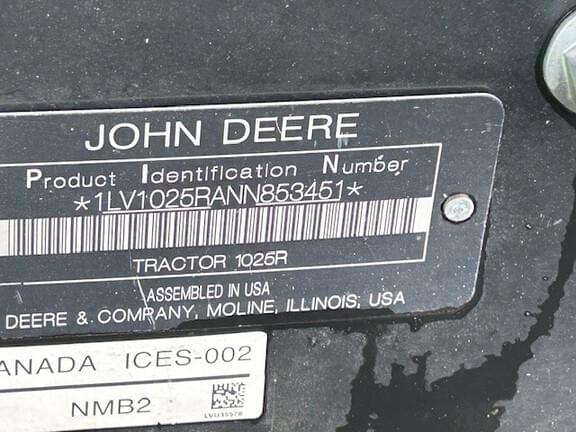 JOHN DEERE
Product Identification Number
*1LV1025RANN853451*
TRACTOR 1025R
ASSEMBLED IN USA
DEERE & COMPANY, MOLINE, ILLINOIS, USA
ANADA ICES-002
NMB2